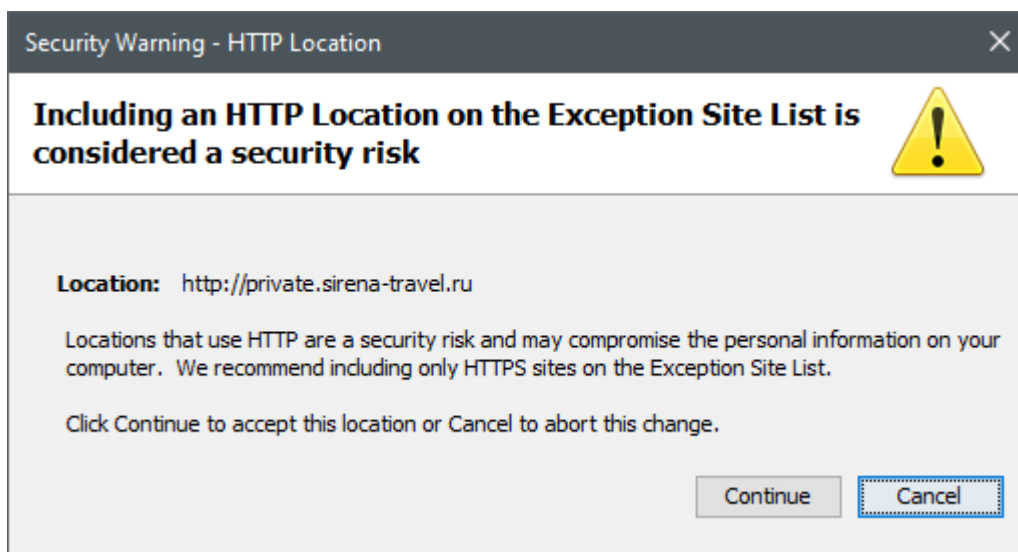 Security Warning - HTTP Location
Including an HTTP Location on the Exception Site List is
considered a security risk
Location: http://private.sirena-travel.ru
Locations that use HTTP are a security risk and may compromise the personal information on your
computer. We recommend including only HTTPS sites on the Exception Site List.
Click Continue to accept this location or Cancel to abort this change.
Continue Cancel